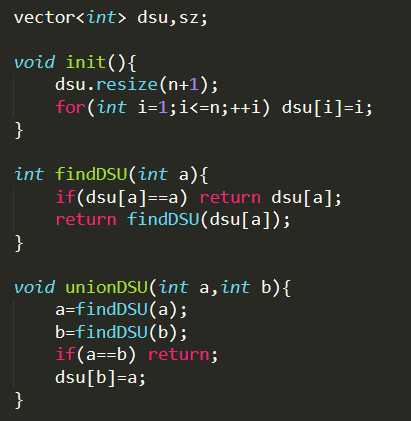 vector<int> dsu,sz;
void init(){
dsu.resize(n+1);
for(int i=1;i<=n;++i) dsu[i]=i;
}
int findDSU(int a){
if(dsu[a]==a) return dsu[a];
return findDSU(dsu[a]);
}
void unionDSU(int a,int b){
a=findDSU(a);
b=findDSU(b);
if(a==b) return;
dsu[b]=a;
}